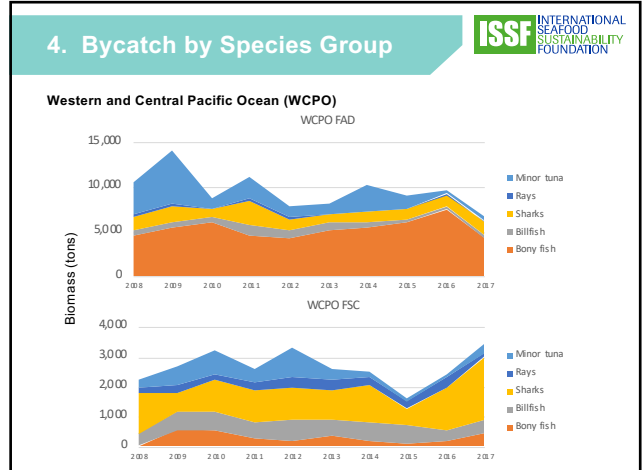 4. Bycatch by Species Group
ISSF INTERNATIONAL
SEAFOOD
SUSTAINABILITY
FOUNDATION
Western and Central Pacific Ocean (WCPO)
WCPO FAD
15,000
10,000
5,000
0
2008 2009 2010 2011 2012 2013 2014 2015 2016 2017
Minor tuna
Rays
Sharks
Billfish
Bony fish
Biomass (tons)
WCPO FSC
4,000
3,000
2,000
1,000
0
2008 2009 2010 2011 2012 2013 2014 2015 2016 2017
Minor tuna
Rays
Sharks
Billfish
Bony fish